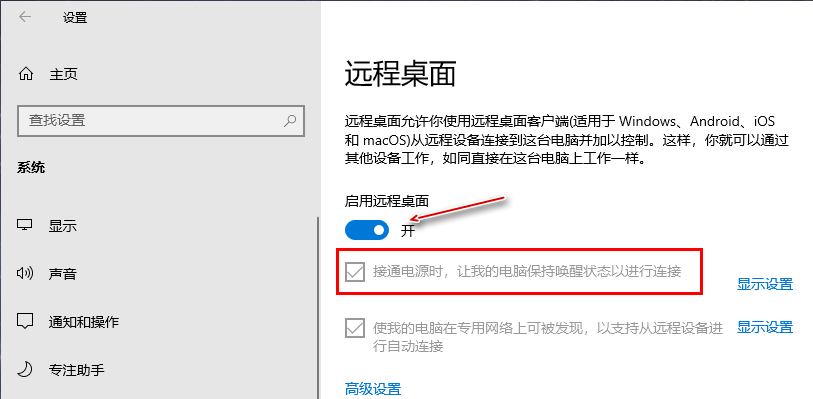 设置
主页
查找设置
系统
显示
声音
通知和操作
专注助手
远程桌面
远程桌面允许你使用远程桌面客户端(适用于 Windows、Android、iOS
和 macOS)从远程设备连接到这台电脑并加以控制。这样，你就可以通过
其他设备工作，如同直接在这台电脑上工作一样。
启用远程桌面
开
接通电源时，让我的电脑保持唤醒状态以进行连接
显示设置
使我的电脑在专用网络上可被发现，以支持从远程设备进
行自动连接
显示设置
高级设置